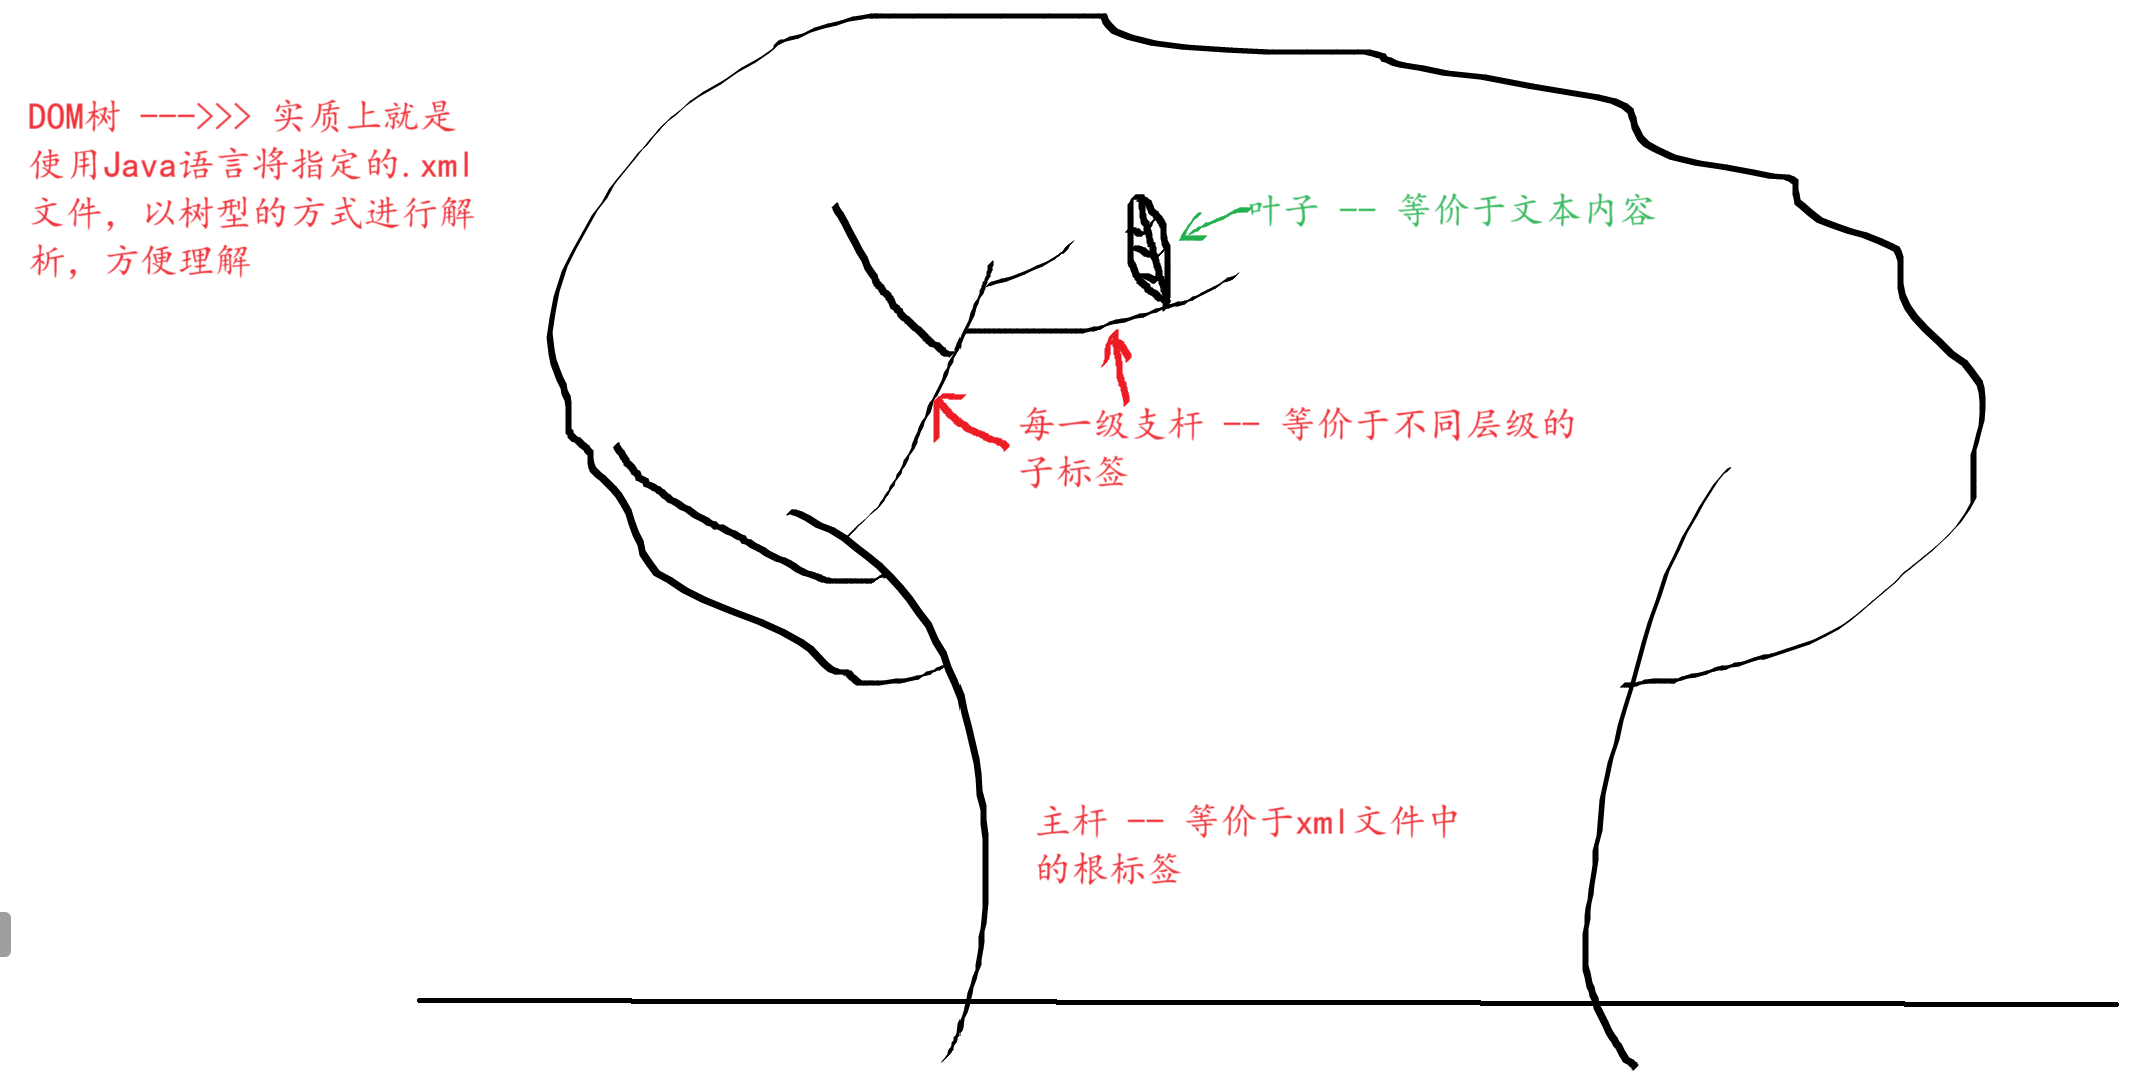 DOM树 --->>> 实质上就是
使用Java语言将指定的.xml
文件，以树型的方式进行解
析，方便理解
叶子 -- 等价于文本内容
每一级支杆 -- 等价于不同层级的
子标签
主杆 -- 等价于xml文件中
的根标签